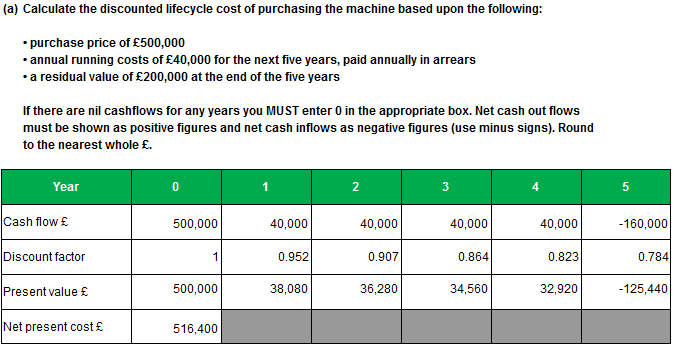 (a) Calculate the discounted lifecycle cost of purchasing the machine based upon the following:
• purchase price of £500,000
• annual running costs of £40,000 for the next five years, paid annually in arrears
• a residual value of £200,000 at the end of the five years
If there are nil cashflows for any years you MUST enter 0 in the appropriate box. Net cash out flows
must be shown as positive figures and net cash inflows as negative figures (use minus signs). Round
to the nearest whole £.
Year 0 1 2 3 4 5
Cash flow £ 500,000 40,000 40,000 40,000 40,000 -160,000
Discount factor 1 0.952 0.907 0.864 0.823 0.784
Present value £ 500,000 38,080 36,280 34,560 32,920 -125,440
Net present cost £ 516,400